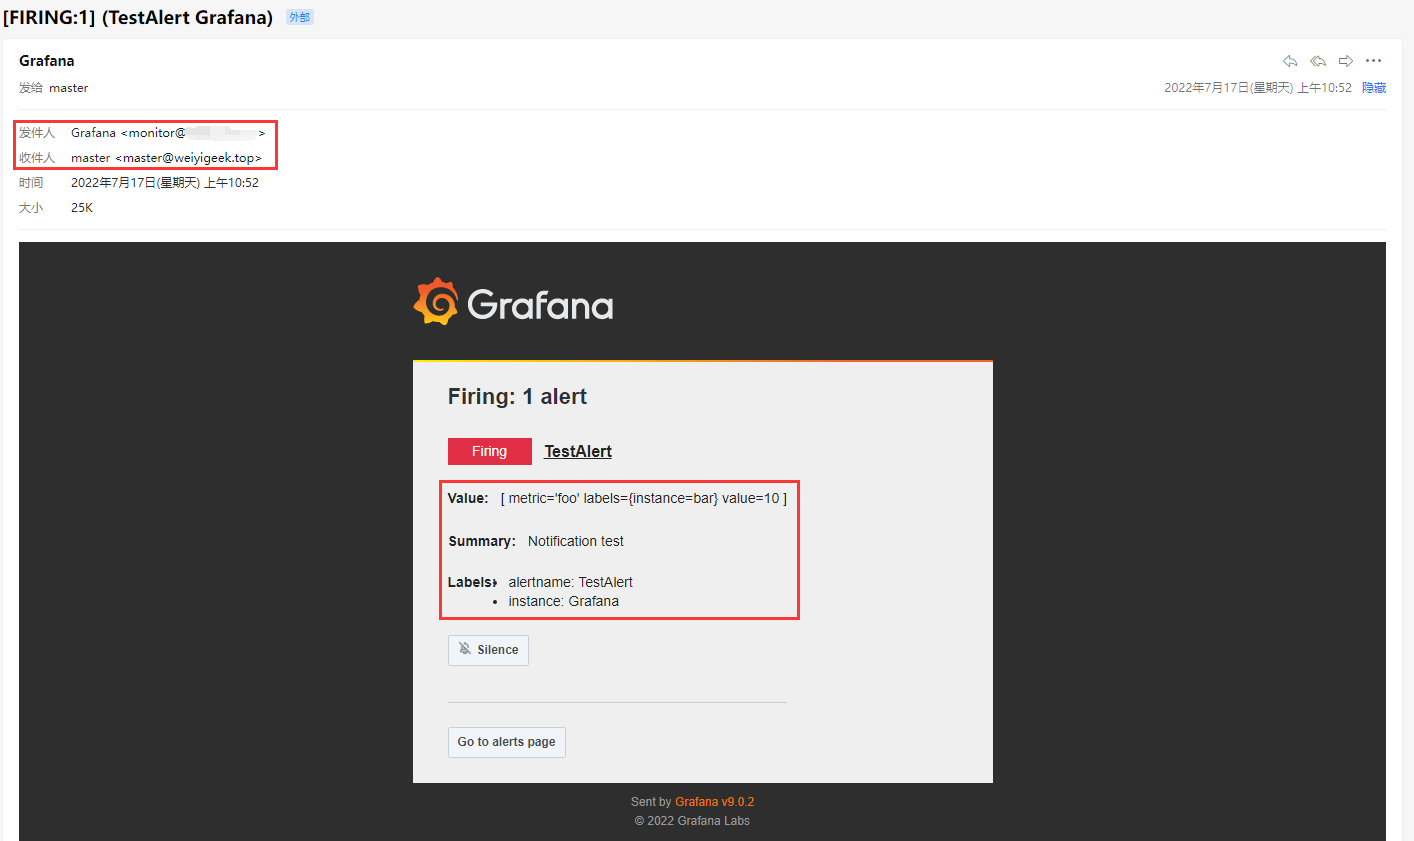 [FIRING:1] (TestAlert Grafana) 外部
Grafana
发给 master
2022年7月17日(星期天) 上午10:52 隐藏
发件人 Grafana <monitor@ >
收件人 master <master@weiyigeek.top>
时间 2022年7月17日(星期天) 上午10:52
大小 25K
Grafana
Firing: 1 alert
Firing TestAlert
Value: [ metric='foo' labels={instance=bar} value=10 ]
Summary: Notification test
Labels: • alertname: TestAlert
• instance: Grafana
Silence
Go to alerts page
Sent by Grafana v9.0.2
© 2022 Grafana Labs